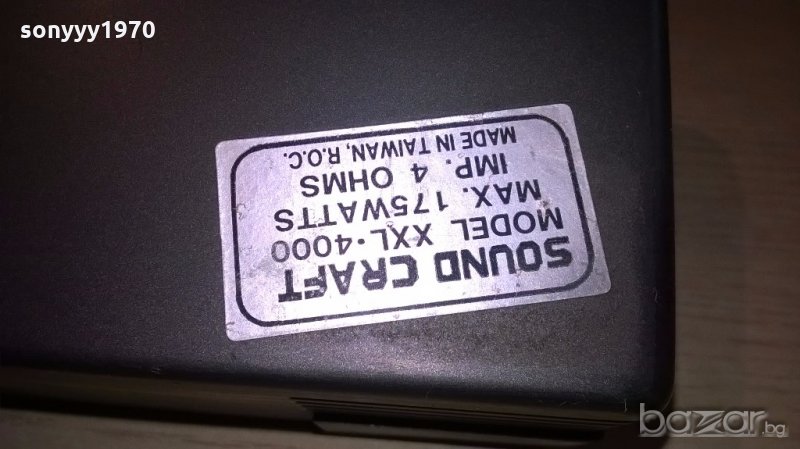 sonyyy1970
SOUND CRAFT
MODEL XXL-4000
MAX. 175WATTS
IMP. 4 OHMS
MADE IN TAIWAN, R.O.C.
bazar.bg